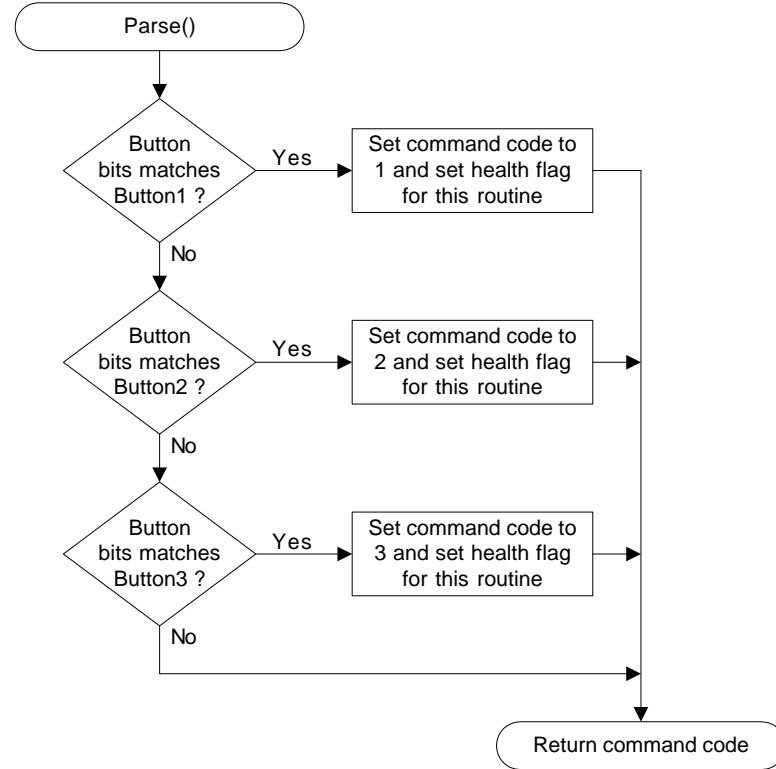 Parse()
Button
bits matches
Button1 ?
Yes
Set command code to
1 and set health flag
for this routine
No
Button
bits matches
Button2 ?
Yes
Set command code to
2 and set health flag
for this routine
No
Button
bits matches
Button3 ?
Yes
Set command code to
3 and set health flag
for this routine
No
Return command code